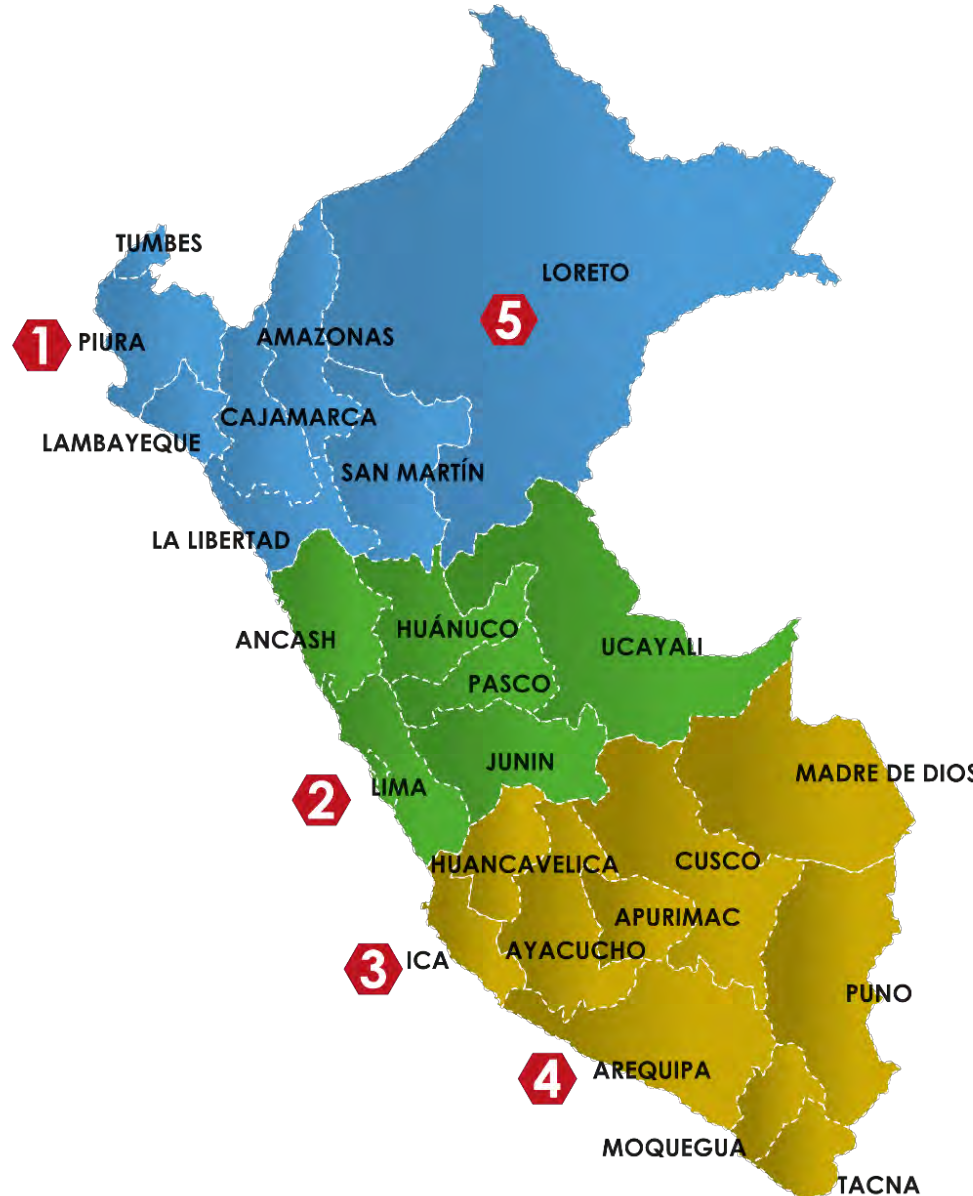 TUMBES
LORETO
5
1
PIURA
AMAZONAS
CAJAMARCA
LAMBAYEQUE
SAN MARTÍN
LA LIBERTAD
ANCASH
HUÁNUCO
UCAYALI
PASCO
JUNIN
MADRE DE DIOS
2
LIMA
HUANCAVELICA
CUSCO
APURIMAC
AYACUCHO
3
ICA
PUNO
4
AREQUIPA
MOQUEGUA
TACNA